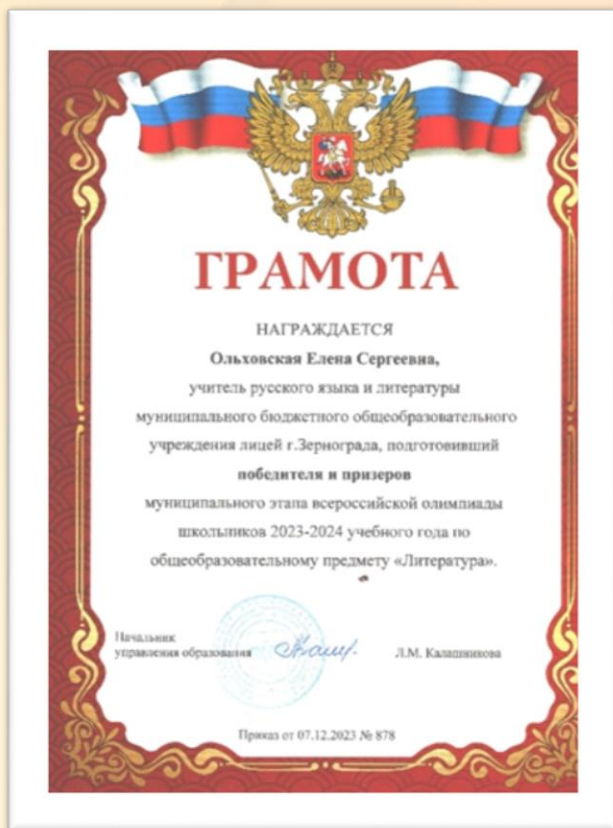 ГРАМОТА
НАГРАЖДАЕТСЯ
Ольховская Елена Сергеевна,
учитель русского языка и литературы
муниципального бюджетного общеобразовательного
учреждения лицей г.Зернограда, подготовивший
победителя и призеров
муниципального этапа всероссийской олимпиады
школьников 2023-2024 учебного года по
общеобразовательному предмету «Литература».
Начальник
управления образования
Л.М. Калашникова
Приказ от 07.12.2023 № 878